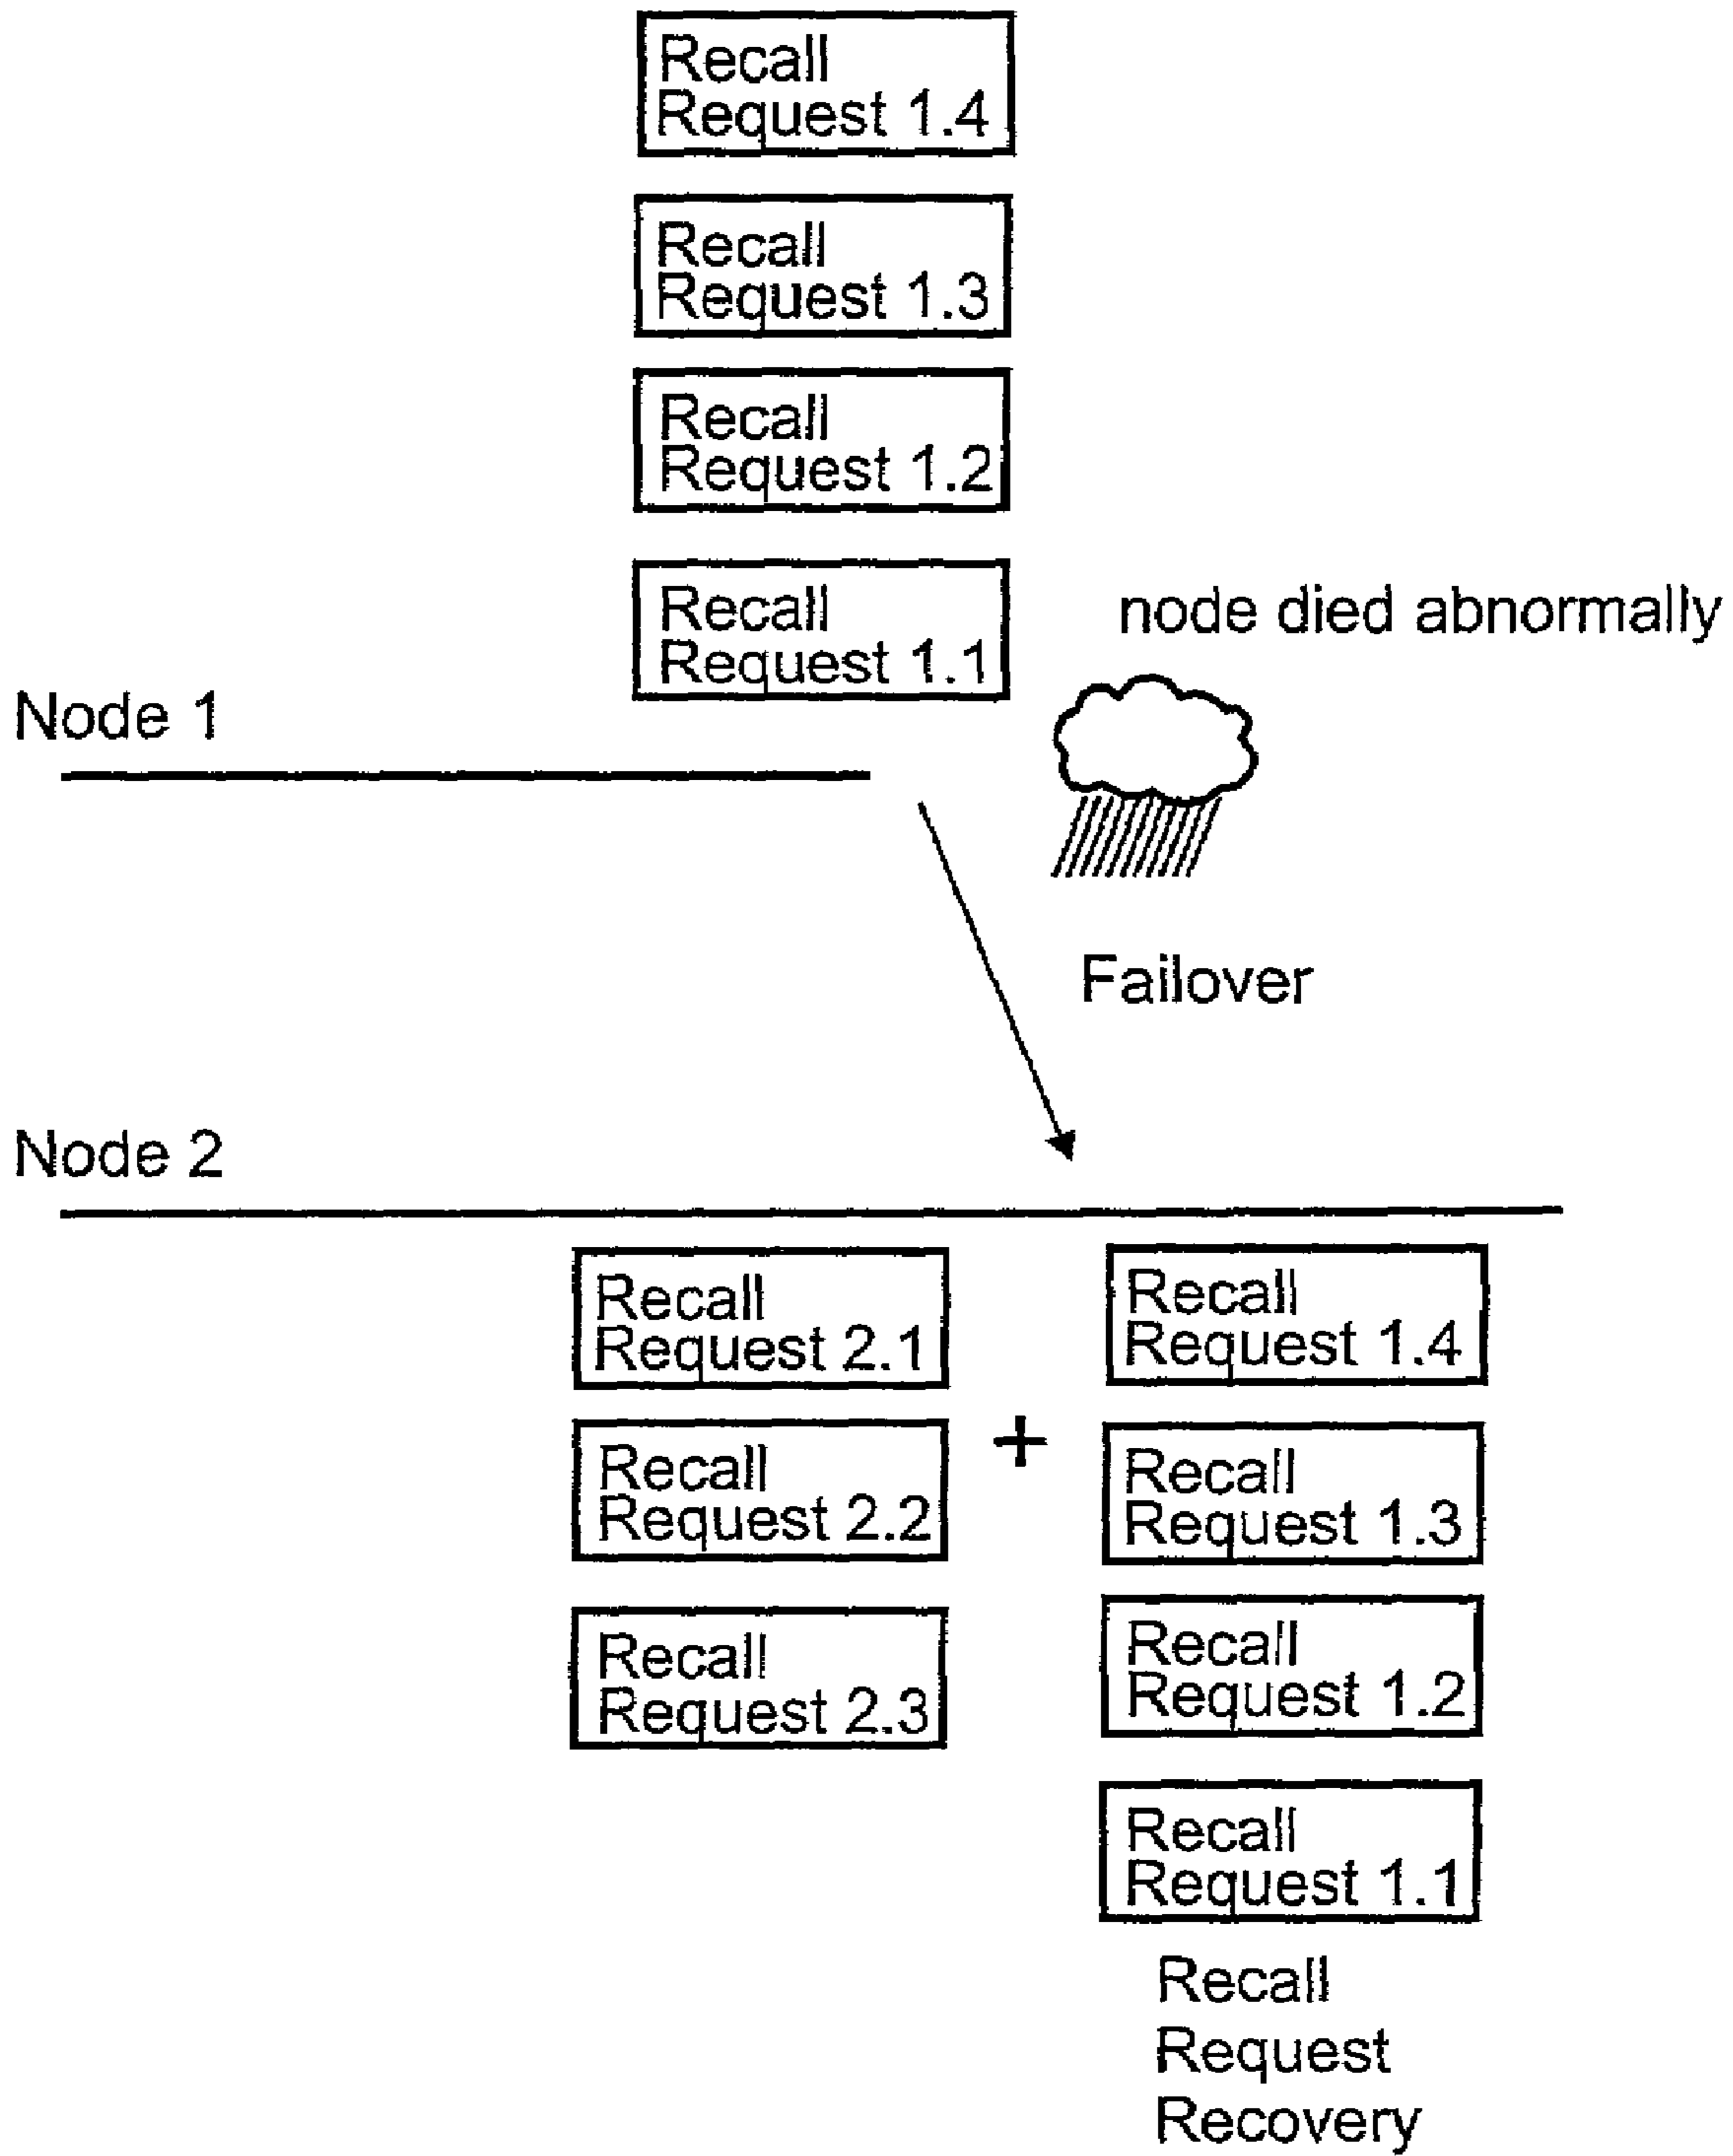 Recall
Request 1.4
Recall
Request 1.3
Recall
Request 1.2
Recall
Request 1.1
node died abnormally
Node 1
Failover
Node 2
Recall
Request 2.1
Recall
Request 1.4
+
Recall
Request 2.2
Recall
Request 1.3
Recall
Request 2.3
Recall
Request 1.2
Recall
Request 1.1
Recall
Request
Recovery